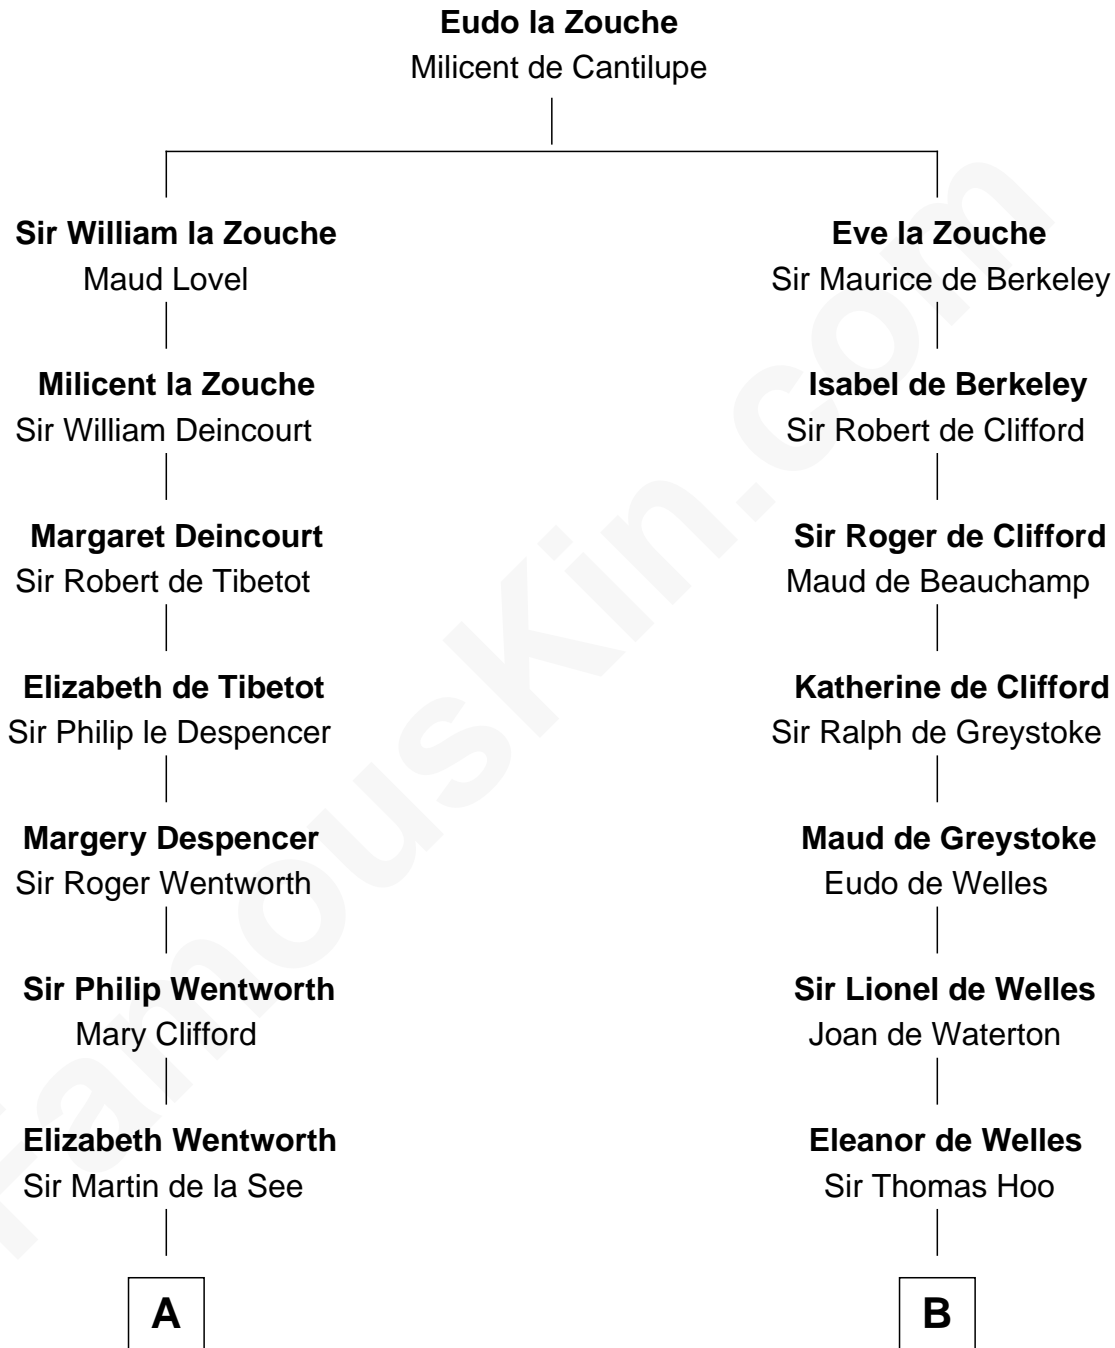 Eudo la Zouche
Milicent de Cantilupe
Sir William la Zouche
Maud Lovel
Eve la Zouche
Sir Maurice de Berkeley
Milicent la Zouche
Sir William Deincourt
Isabel de Berkeley
Sir Robert de Clifford
Margaret Deincourt
Sir Robert de Tibetot
Sir Roger de Clifford
Maud de Beauchamp
Elizabeth de Tibetot
Sir Philip le Despencer
Katherine de Clifford
Sir Ralph de Greystoke
Margery Despencer
Sir Roger Wentworth
Maud de Greystoke
Eudo de Welles
Sir Philip Wentworth
Mary Clifford
Sir Lionel de Welles
Joan de Waterton
Elizabeth Wentworth
Sir Martin de la See
Eleanor de Welles
Sir Thomas Hoo
A
B
FamousKin.com